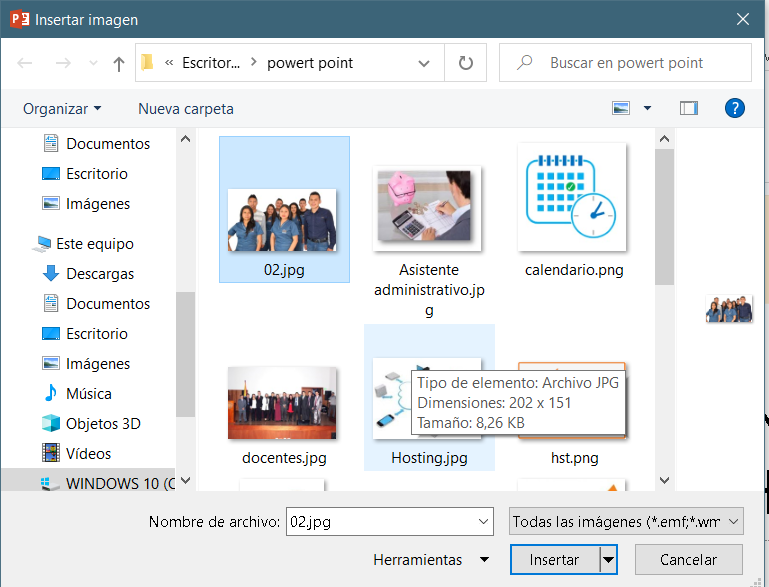 Insertar imagen
« Escritor... > powert point
Buscar en powert point
Organizar
Nueva carpeta
Documentos
Escritorio
Imágenes
Este equipo
Descargas
Documentos
Escritorio
Imágenes
Música
Objetos 3D
Vídeos
WINDOWS 10 (C
02.jpg
Asistente
administrativo.jp
g
calendario.png
docentes.jpg
Hosting.jpg
hst.png
Tipo de elemento: Archivo JPG
Dimensiones: 202 x 151
Tamaño: 8,26 KB
Nombre de archivo:
02.jpg
Todas las imágenes (*.emf;*.wm
Herramientas
Insertar
Cancelar